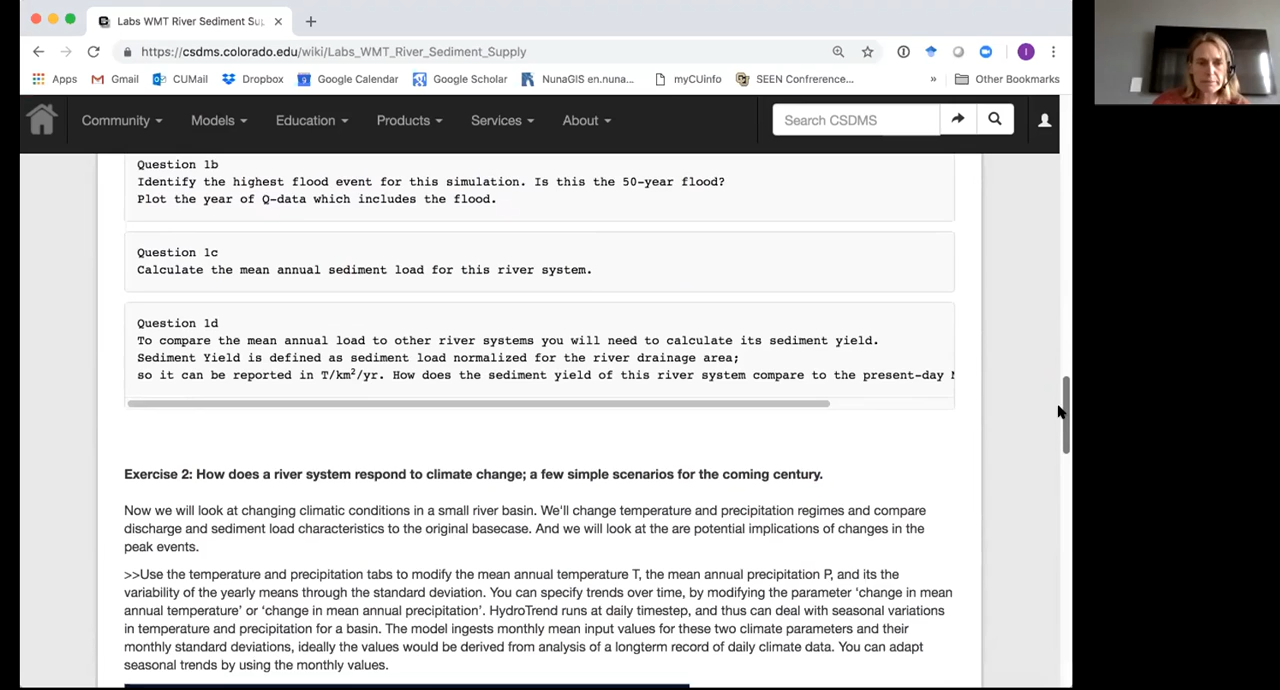 Labs WMT River Sediment Su
https://csdms.colorado.edu/wiki/Labs_WMT_River_Sediment_Supply
Apps Gmail CUMail Dropbox Google Calendar Google Scholar NunaGIS en.nuna... myCUinfo SEEN Conference... » Other Bookmarks
Community Models Education Products Services About Search CSDMS
Question 1b
Identify the highest flood event for this simulation. Is this the 50-year flood?
Plot the year of Q-data which includes the flood.
Question 1c
Calculate the mean annual sediment load for this river system.
Question 1d
To compare the mean annual load to other river systems you will need to calculate its sediment yield.
Sediment Yield is defined as sediment load normalized for the river drainage area;
so it can be reported in T/km²/yr. How does the sediment yield of this river system compare to the present-day
Exercise 2: How does a river system respond to climate change; a few simple scenarios for the coming century.
Now we will look at changing climatic conditions in a small river basin. We'll change temperature and precipitation regimes and compare
discharge and sediment load characteristics to the original basecase. And we will look at the are potential implications of changes in the
peak events.
>>Use the temperature and precipitation tabs to modify the mean annual temperature T, the mean annual precipitation P, and its the
variability of the yearly means through the standard deviation. You can specify trends over time, by modifying the parameter 'change in mean
annual temperature' or 'change in mean annual precipitation'. HydroTrend runs at daily timestep, and thus can deal with seasonal variations
in temperature and precipitation for a basin. The model ingests monthly mean input values for these two climate parameters and their
monthly standard deviations, ideally the values would be derived from analysis of a longterm record of daily climate data. You can adapt
seasonal trends by using the monthly values.